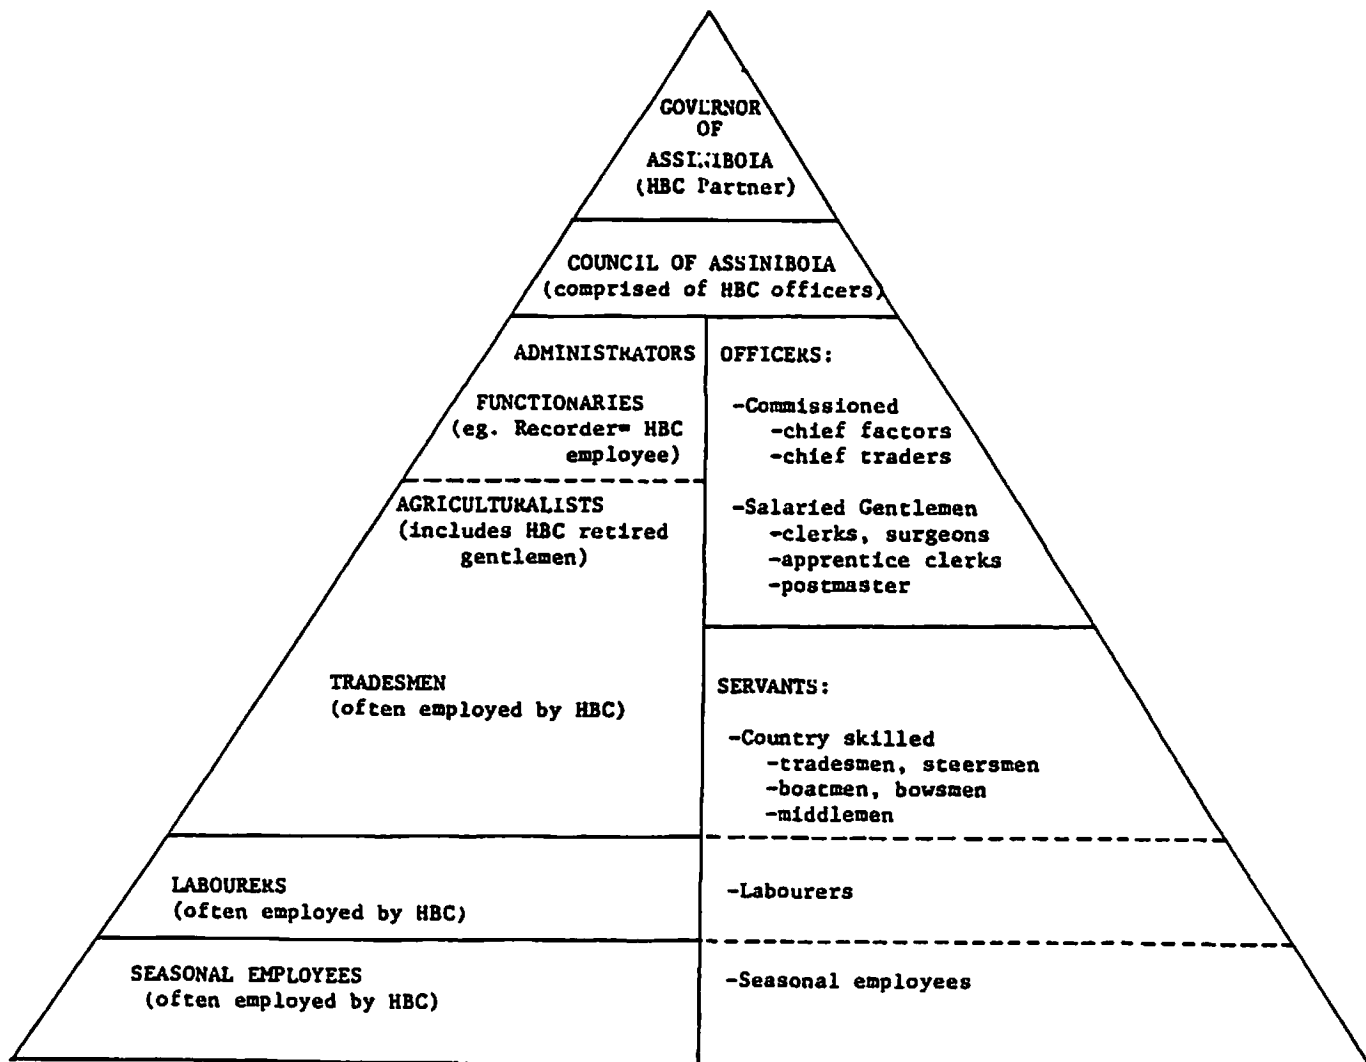 GOVERNOR
OF
ASSINIBOIA
(HBC Partner)
COUNCIL OF ASSINIBOIA
(comprised of HBC officers)
ADMINISTRATORS
FUNCTIONARIES
(eg. Recorder= HBC
employee)
AGRICULTURALISTS
(includes HBC retired
gentlemen)
TRADESMEN
(often employed by HBC)
LABOURERS
(often employed by HBC)
SEASONAL EMPLOYEES
(often employed by HBC)
OFFICERS:
-Commissioned
-chief factors
-chief traders
-Salaried Gentlemen
-clerks, surgeons
-apprentice clerks
-postmaster
SERVANTS:
-Country skilled
-tradesmen, steersmen
-boatmen, bowsmen
-middlemen
-Labourers
-Seasonal employees